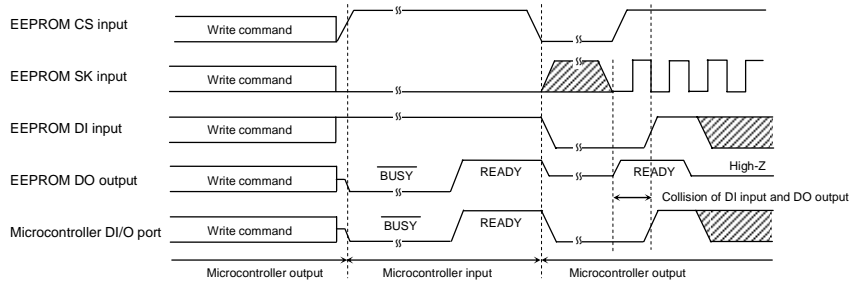 EEPROM CS input
Write command
EEPROM SK input
Write command
EEPROM DI input
Write command
EEPROM DO output
Write command
BUSY
READY
READY
High-Z
Collision of DI input and DO output
Microcontroller DI/O port
Write command
BUSY
READY
Microcontroller output
Microcontroller input
Microcontroller output